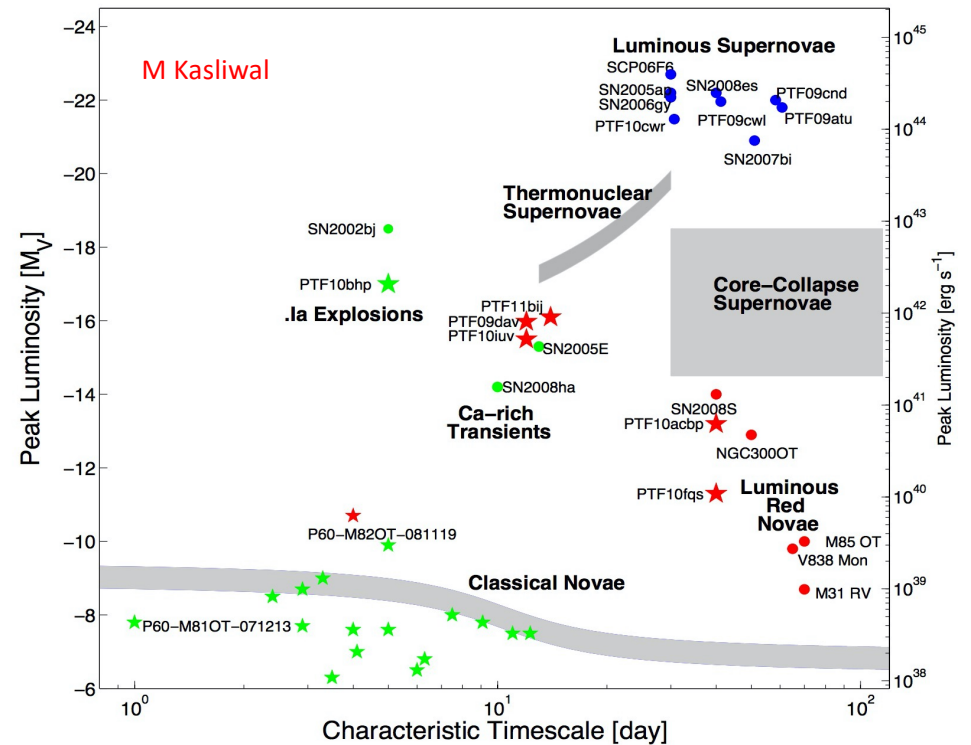 M Kasliwal
Luminous Supernovae
SCP06F6
SN2005ap
SN2008es
PTF09cnd
SN2006gy
PTF10cwr
PTF09cwl
PTF09atu
SN2007bi
Thermonuclear
Supernovae
SN2002bj
PTF10bhp
.Ia Explosions
Core−Collapse
Supernovae
PTF11bij
PTF09dav
PTF10iuv
SN2005E
SN2008ha
Ca−rich
Transients
SN2008S
PTF10acbp
NGC300OT
PTF10fqs
Luminous
Red
Novae
P60−M82OT−081119
M85 OT
V838 Mon
M31 RV
Classical Novae
P60−M81OT−071213
Peak Luminosity [MV]
−24
−22
−20
−18
−16
−14
−12
−10
−8
−6
10^0
10^1
10^2
Characteristic Timescale [day]
10^45
10^44
10^43
10^42
10^41
10^40
10^39
10^38
Peak Luminosity [erg s^−1]